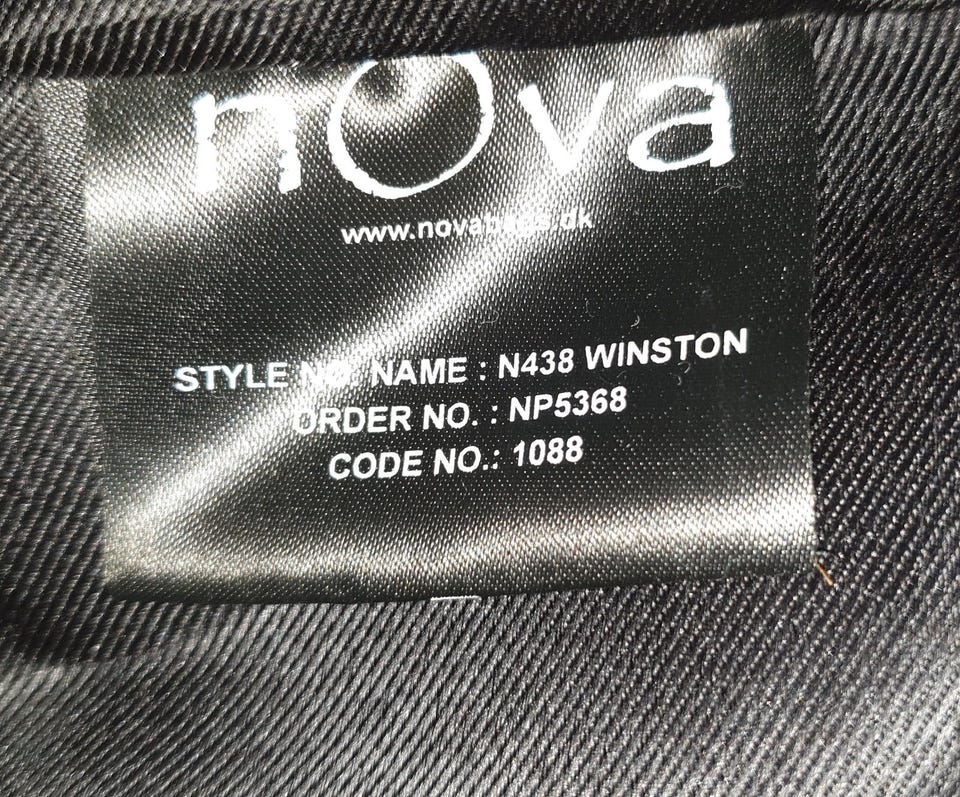 nova
www.novabags.dk
STYLE NO. NAME : N438 WINSTON
ORDER NO. : NP5368
CODE NO.: 1088